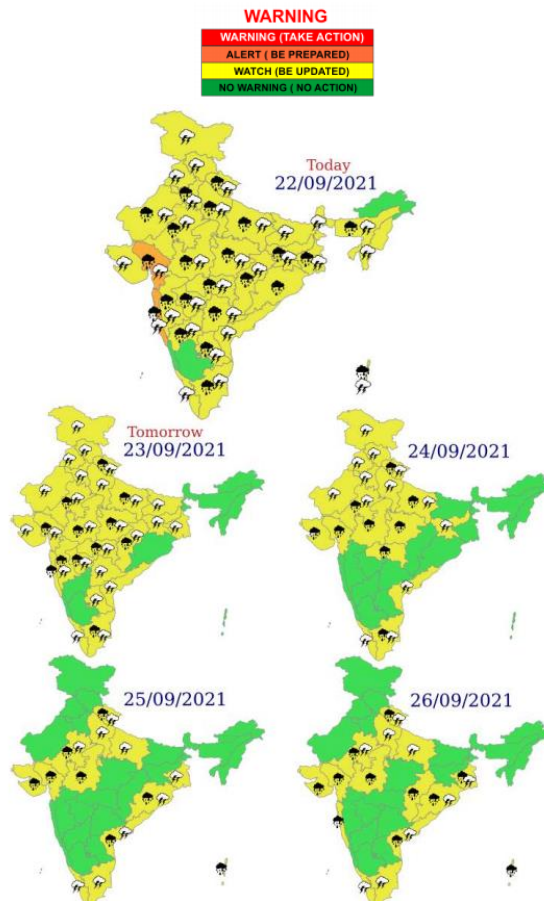 WARNING
WARNING (TAKE ACTION)
ALERT ( BE PREPARED)
WATCH (BE UPDATED)
NO WARNING ( NO ACTION)
Today
22/09/2021
Tomorrow
23/09/2021
24/09/2021
25/09/2021
26/09/2021